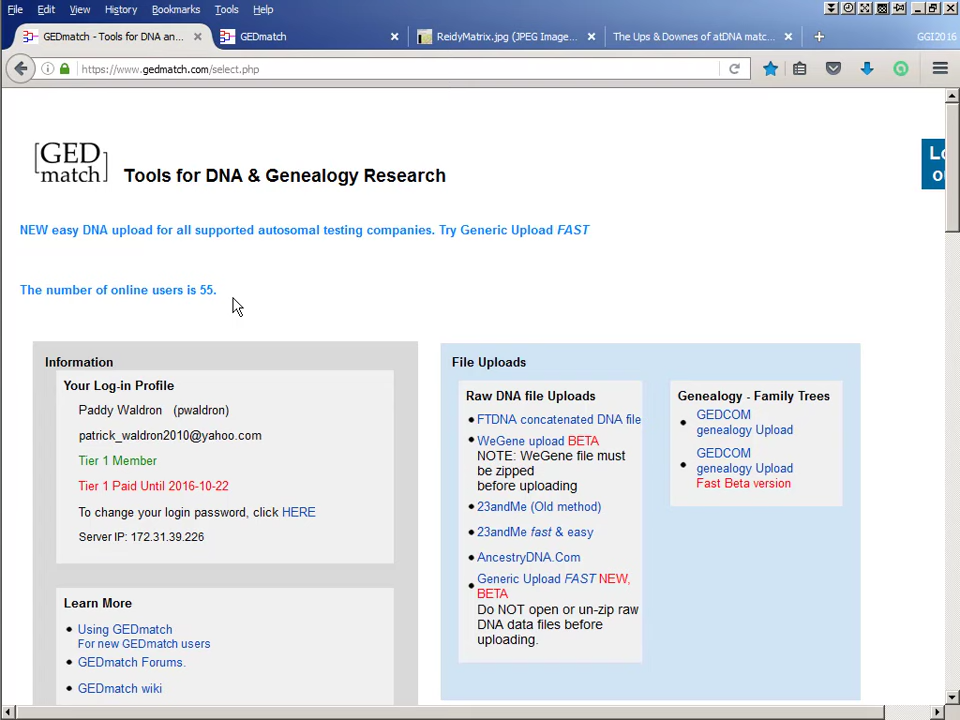 File Edit View History Bookmarks Tools Help
GEDmatch - Tools for DNA an...
GEDmatch
ReidyMatrix.jpg (JPEG Image...
The Ups & Downes of atDNA matc...
GGI2016
https://www.gedmatch.com/select.php
GED
match
Tools for DNA & Genealogy Research
NEW easy DNA upload for all supported autosomal testing companies. Try Generic Upload FAST
The number of online users is 55.
Information
Your Log-in Profile
Paddy Waldron (pwaldron)
patrick_waldron2010@yahoo.com
Tier 1 Member
Tier 1 Paid Until 2016-10-22
To change your login password, click HERE
Server IP: 172.31.39.226
Learn More
Using GEDmatch
For new GEDmatch users
GEDmatch Forums.
GEDmatch wiki
File Uploads
Raw DNA file Uploads
FTDNA concatenated DNA file
WeGene upload BETA
NOTE: WeGene file must
be zipped
before uploading
23andMe (Old method)
23andMe fast & easy
AncestryDNA.Com
Generic Upload FAST NEW,
BETA
Do NOT open or un-zip raw
DNA data files before
uploading.
Genealogy - Family Trees
GEDCOM
genealogy Upload
GEDCOM
genealogy Upload
Fast Beta version